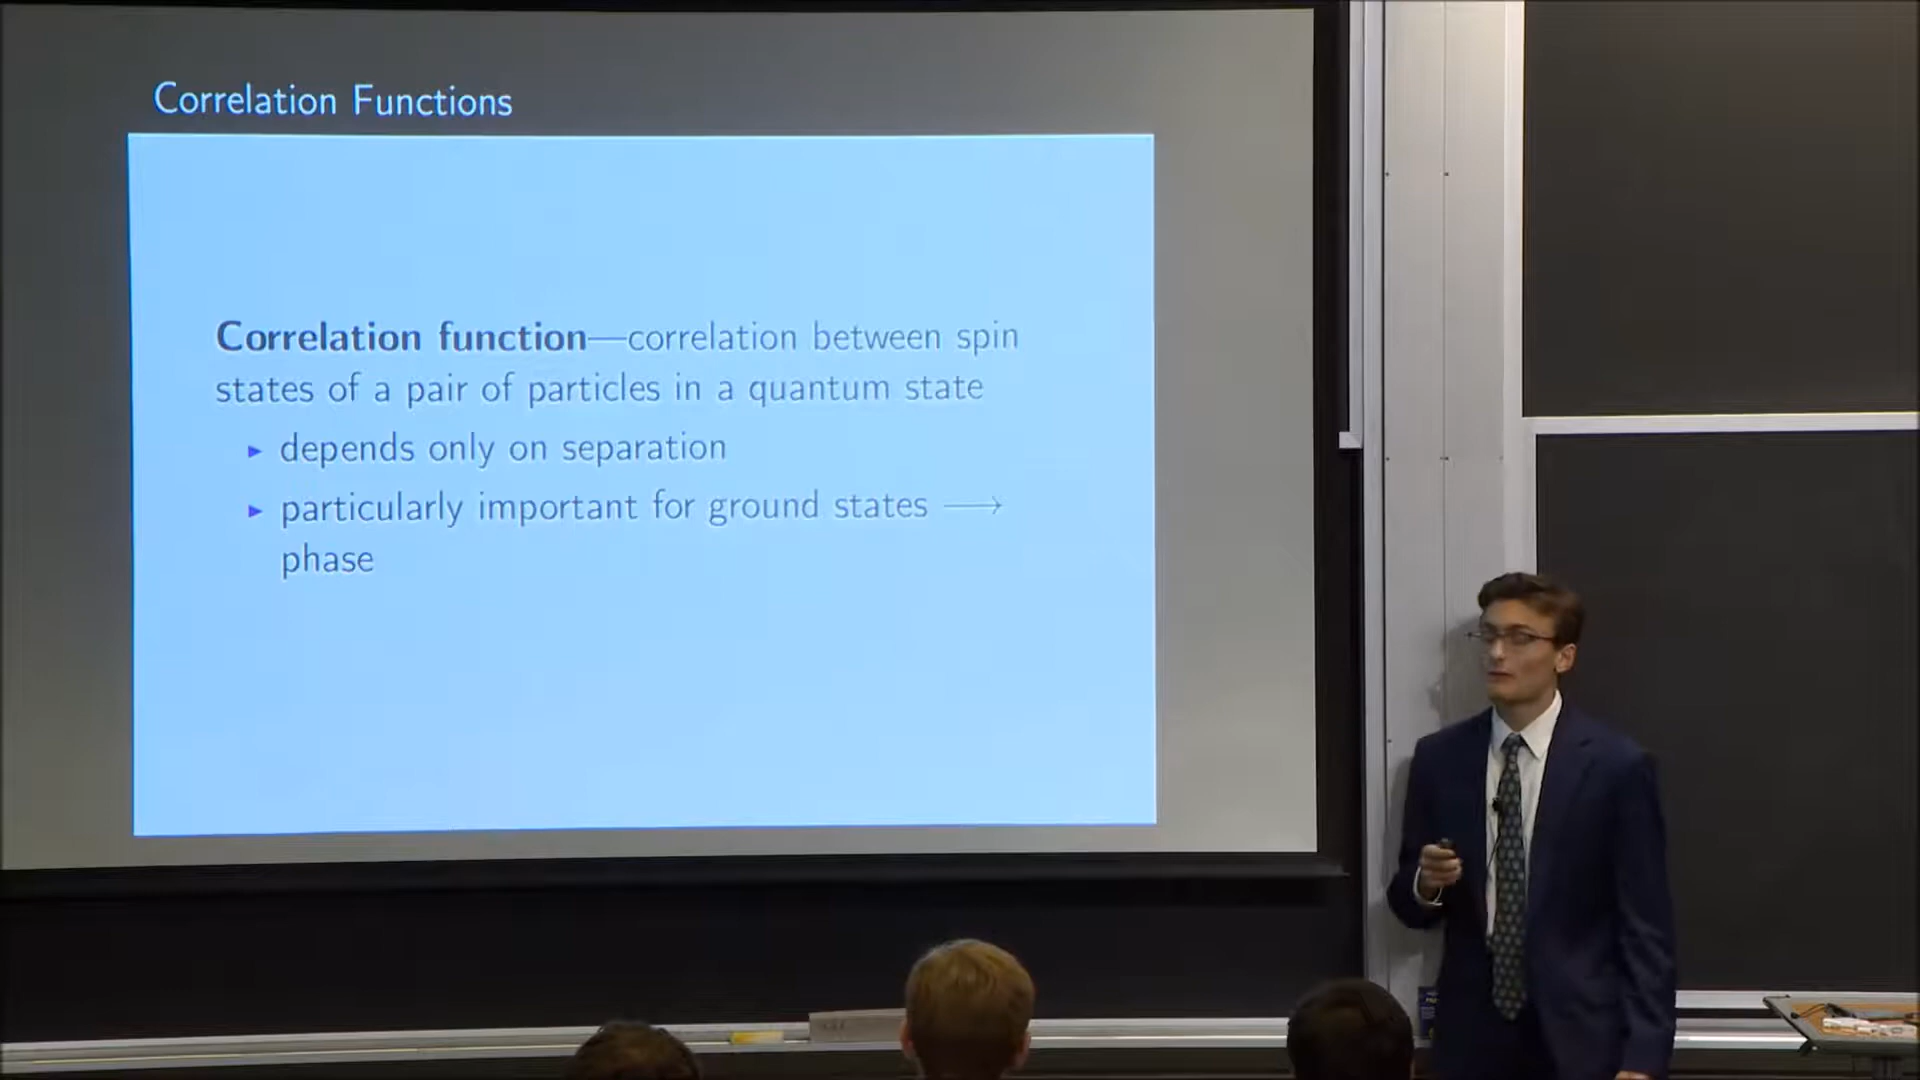 Correlation Functions
Correlation function—correlation between spin
states of a pair of particles in a quantum state
▸ depends only on separation
▸ particularly important for ground states ⟶
phase